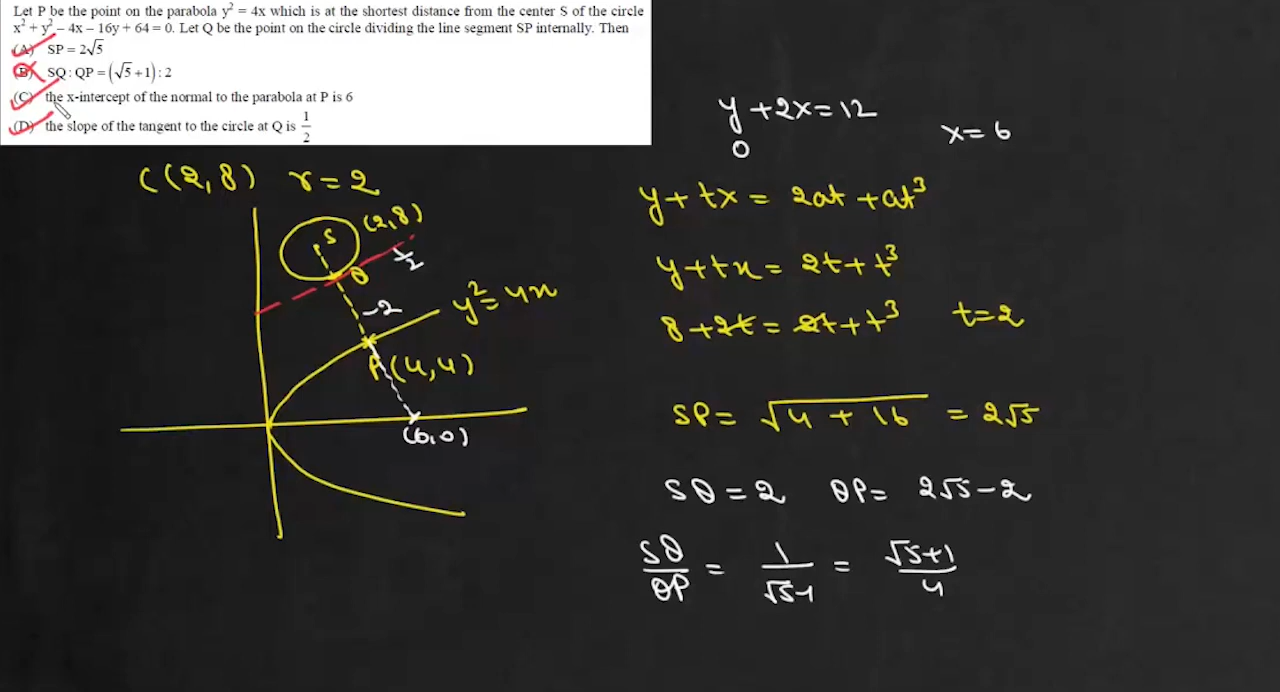 Let P be the point on the parabola y² = 4x which is at the shortest distance from the center S of the circle
x² + y² – 4x – 16y + 64 = 0. Let Q be the point on the circle dividing the line segment SP internally. Then
(A) SP = 2√5
(B) SQ : QP = (√5 + 1) : 2
(C) the x-intercept of the normal to the parabola at P is 6
(D) the slope of the tangent to the circle at Q is 1/2
C(2,8) r=2
S (2,8)
Q 1/2
-2
y²=4x
P(4,4)
(6,0)
y+2x=12
0
x=6
y+tx = 2at+at³
y+tx = 2t+t³
8+2t = 2t+t³ t=2
SP = √4+16 = 2√5
SQ = 2 QP = 2√5-2
SQ/QP = 1/√5-1 = √5+1/4